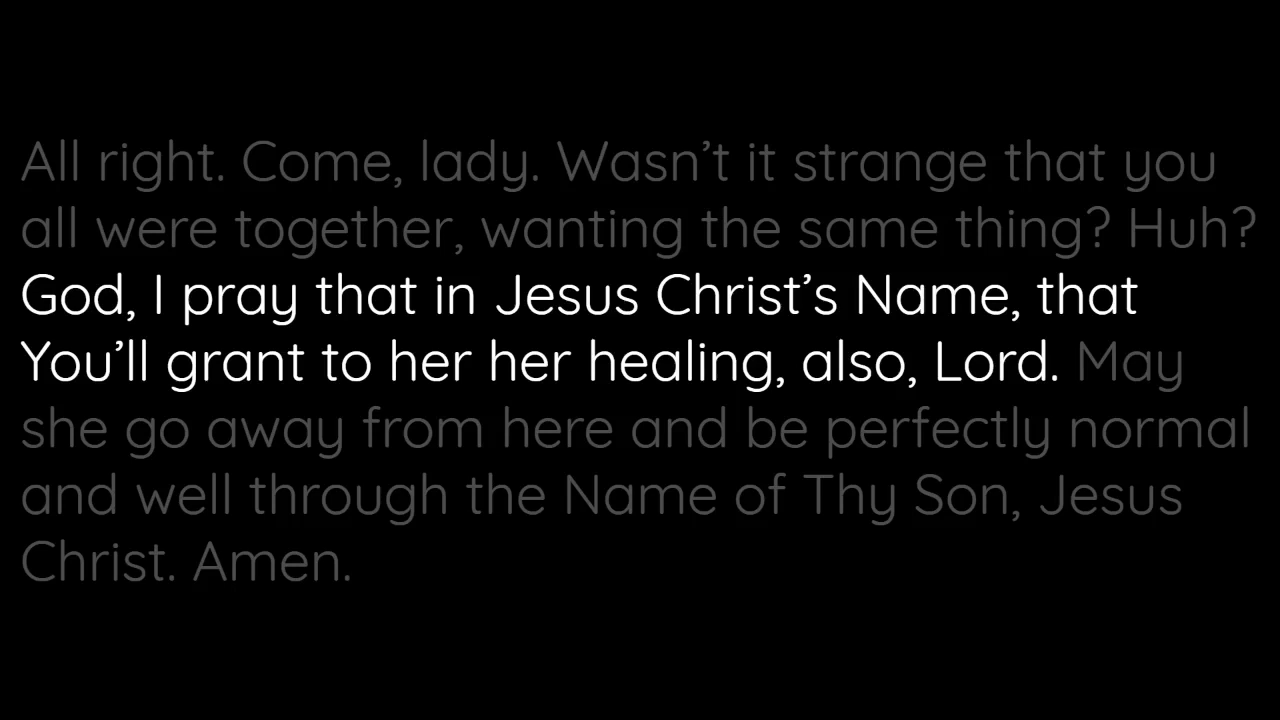 All right. Come, lady. Wasn’t it strange that you
all were together, wanting the same thing? Huh?
God, I pray that in Jesus Christ’s Name, that
You’ll grant to her her healing, also, Lord. May
she go away from here and be perfectly normal
and well through the Name of Thy Son, Jesus
Christ. Amen.